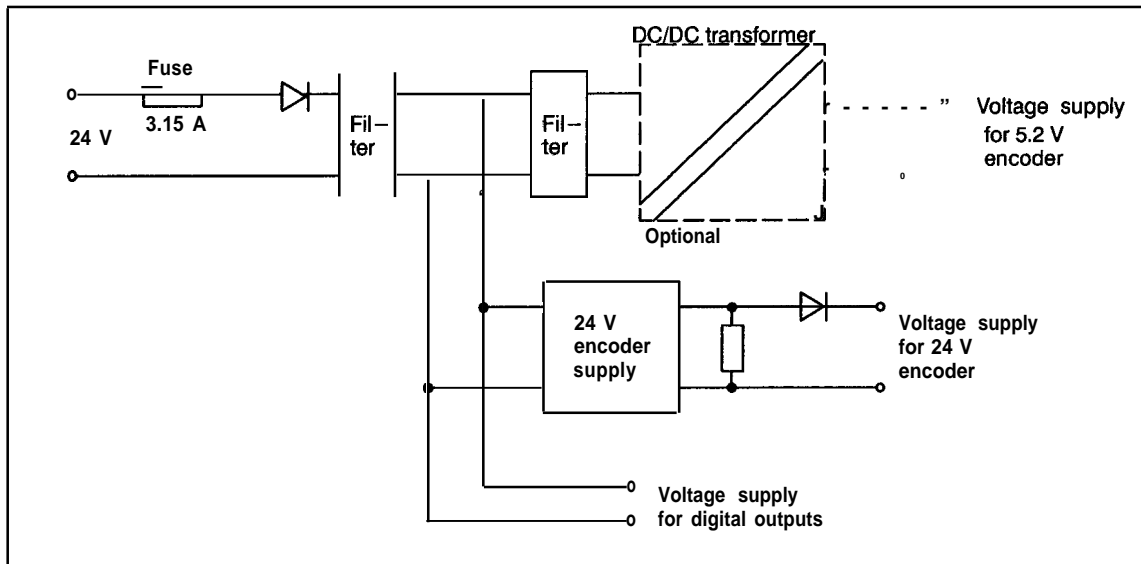 DC/DC transformer
Fuse
3.15 A
24 V
Fil–
ter
Fil–
ter
Voltage supply
for 5.2 V
encoder
Optional
24 V
encoder
supply
Voltage supply
for 24 V
encoder
Voltage supply
for digital outputs